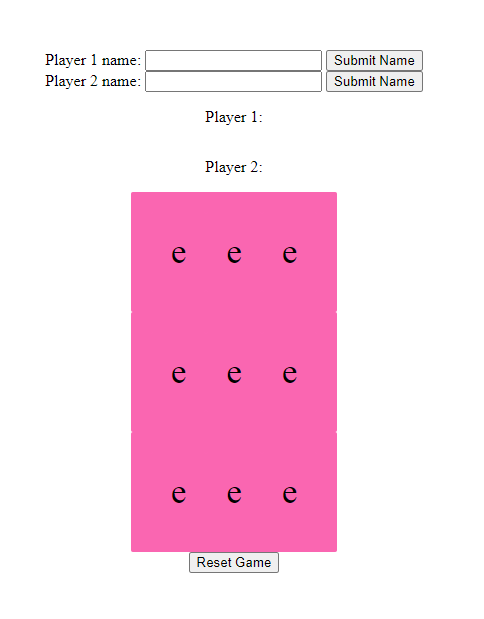 Player 1 name: Submit Name
Player 2 name: Submit Name
Player 1:
Player 2:
e e e
e e e
e e e
Reset Game